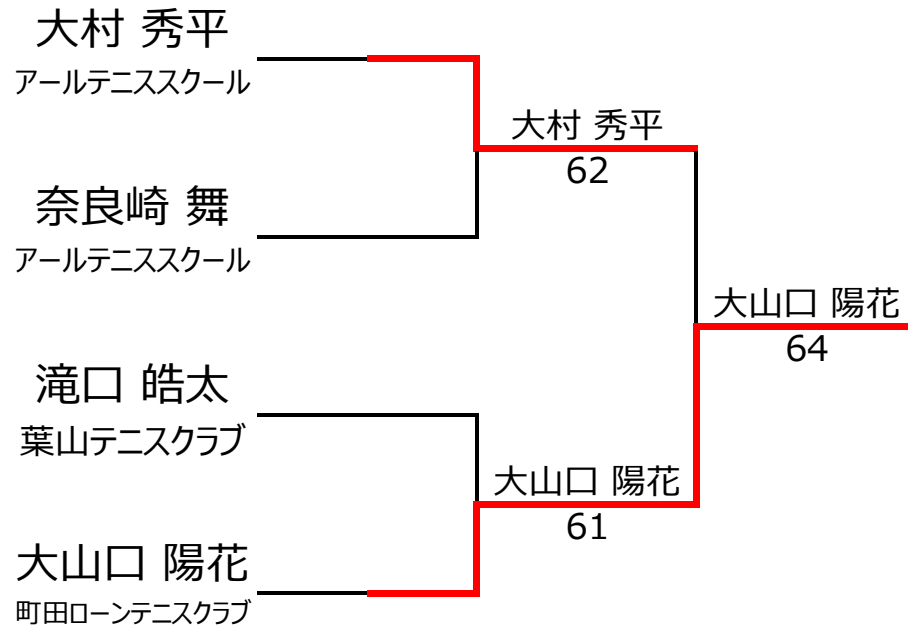 大村 秀平
アールテニススクール
奈良崎 舞
アールテニススクール
滝口 皓太
葉山テニスクラブ
大山口 陽花
町田ローンテニスクラブ
大村 秀平
62
大山口 陽花
61
大山口 陽花
64